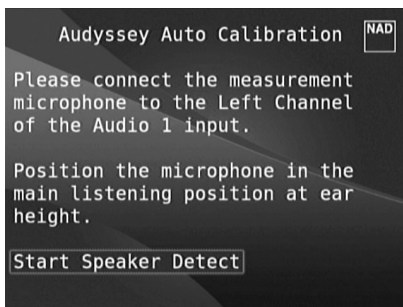 Audyssey Auto Calibration
NAD
Please connect the measurement
microphone to the Left Channel
of the Audio 1 input.
Position the microphone in the
main listening position at ear
height.
Start Speaker Detect